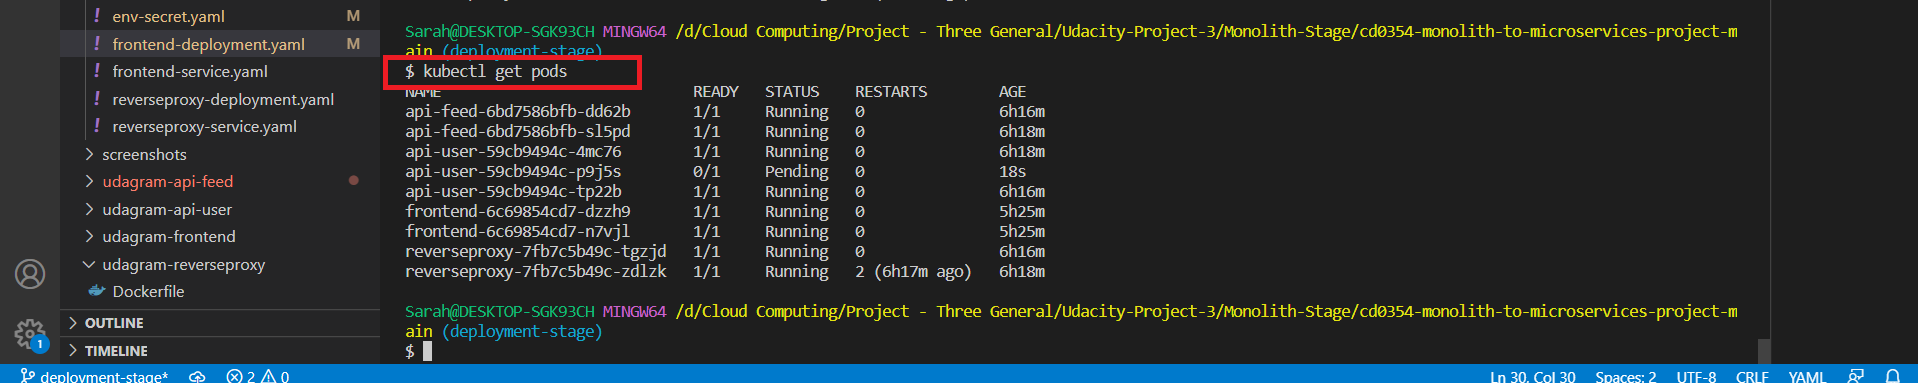 ! env-secret.yaml M
! frontend-deployment.yaml M
! frontend-service.yaml
! reverseproxy-deployment.yaml
! reverseproxy-service.yaml
screenshots
udagram-api-feed
udagram-api-user
udagram-frontend
udagram-reverseproxy
Dockerfile
OUTLINE
TIMELINE
1
Sarah@DESKTOP-SGK93CH MINGW64 /d/Cloud Computing/Project - Three General/Udacity-Project-3/Monolith-Stage/cd0354-monolith-to-microservices-project-m
ain (deployment-stage)
$ kubectl get pods
NAME READY STATUS RESTARTS AGE
api-feed-6bd7586bfb-dd62b 1/1 Running 0 6h16m
api-feed-6bd7586bfb-sl5pd 1/1 Running 0 6h18m
api-user-59cb9494c-4mc76 1/1 Running 0 6h18m
api-user-59cb9494c-p9j5s 0/1 Pending 0 18s
api-user-59cb9494c-tp22b 1/1 Running 0 6h16m
frontend-6c69854cd7-dzzh9 1/1 Running 0 5h25m
frontend-6c69854cd7-n7vjl 1/1 Running 0 5h25m
reverseproxy-7fb7c5b49c-tgzjd 1/1 Running 0 6h16m
reverseproxy-7fb7c5b49c-zdlzk 1/1 Running 2 (6h17m ago) 6h18m
Sarah@DESKTOP-SGK93CH MINGW64 /d/Cloud Computing/Project - Three General/Udacity-Project-3/Monolith-Stage/cd0354-monolith-to-microservices-project-m
ain (deployment-stage)
$
deployment-stage* 2 0 Ln 30, Col 30 Spaces: 2 UTF-8 CRLF YAML